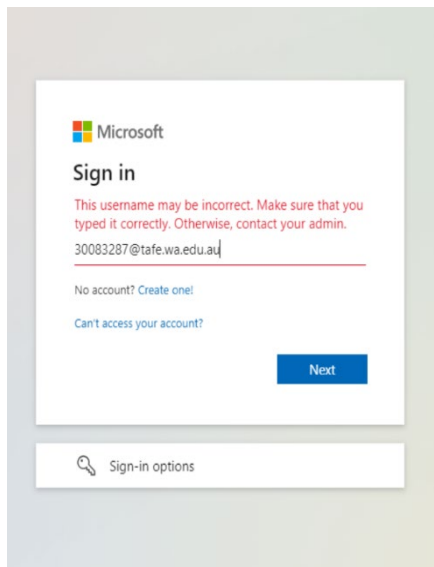 Microsoft
Sign in
This username may be incorrect. Make sure that you
typed it correctly. Otherwise, contact your admin.
30083287@tafe.wa.edu.au
No account? Create one!
Can't access your account?
Next
Sign-in options